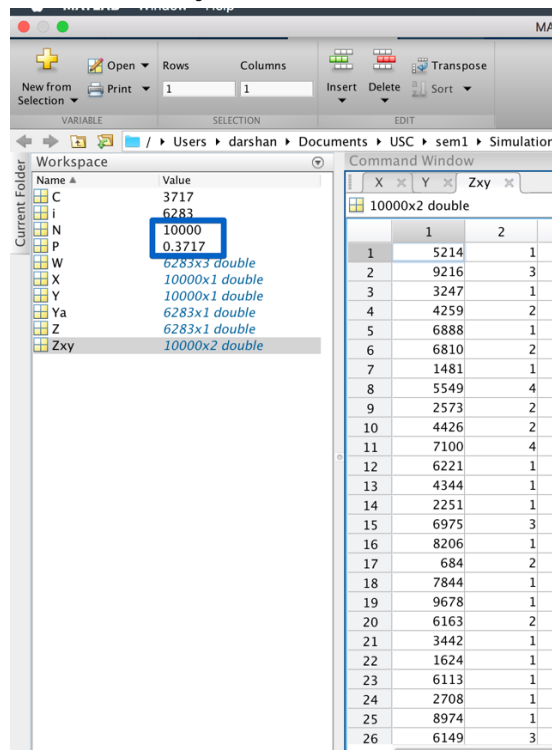 MATLAB Window Help
MA
Open
Print
New from
Selection
VARIABLE
Rows Columns
1 1
SELECTION
Insert Delete
Transpose
Sort
EDIT
/ Users darshan Documents USC sem1 Simulation
Current Folder
Workspace
Name Value
C 3717
i 6283
N 10000
P 0.3717
W 6283x3 double
X 10000x1 double
Y 10000x1 double
Ya 6283x1 double
Z 6283x1 double
Zxy 10000x2 double
Command Window
X Y Zxy
10000x2 double
1 2
1 5214 1
2 9216 3
3 3247 1
4 4259 2
5 6888 1
6 6810 2
7 1481 1
8 5549 4
9 2573 2
10 4426 2
11 7100 4
12 6221 1
13 4344 1
14 2251 1
15 6975 3
16 8206 1
17 684 2
18 7844 1
19 9678 1
20 6163 2
21 3442 1
22 1624 1
23 6113 1
24 2708 1
25 8974 1
26 6149 3